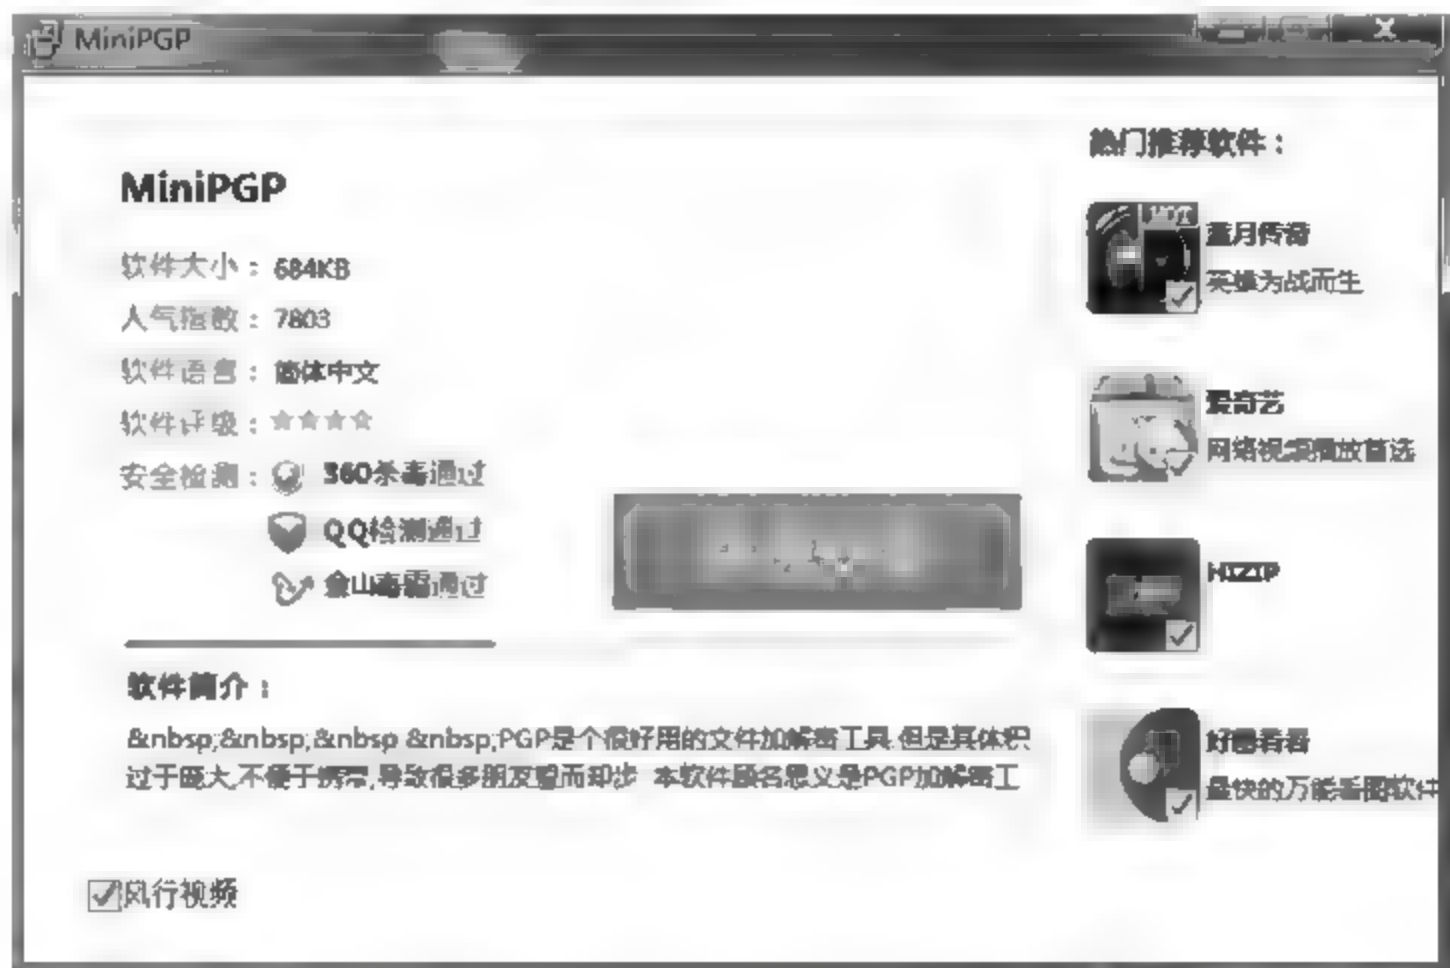 MiniPGP
MiniPGP
软件大小：684KB
人气指数：7803
软件语言：简体中文
软件评级：
安全检测：360杀毒通过
QQ检测通过
金山毒霸通过
软件简介：
&nbsp;&nbsp;&nbsp &nbsp;PGP是个很好用的文件加解密工具.但是其体积
过于庞大,不便于携带,导致很多朋友望而却步 本软件顾名思义是PGP加解密工
风行视频
热门推荐软件：
蓝月传奇
英雄为战而生
爱奇艺
网络视频播放首选
好图看看
最快的万能看图软件